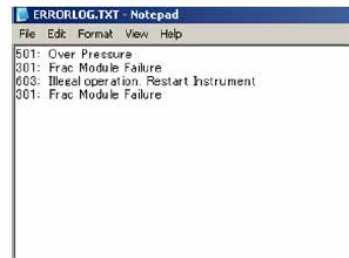 ERRORLOG.TXT - Notepad
File Edit Format View Help
501: Over Pressure
301: Frac Module Failure
603: Illegal operation. Restart Instrument
301: Frac Module Failure